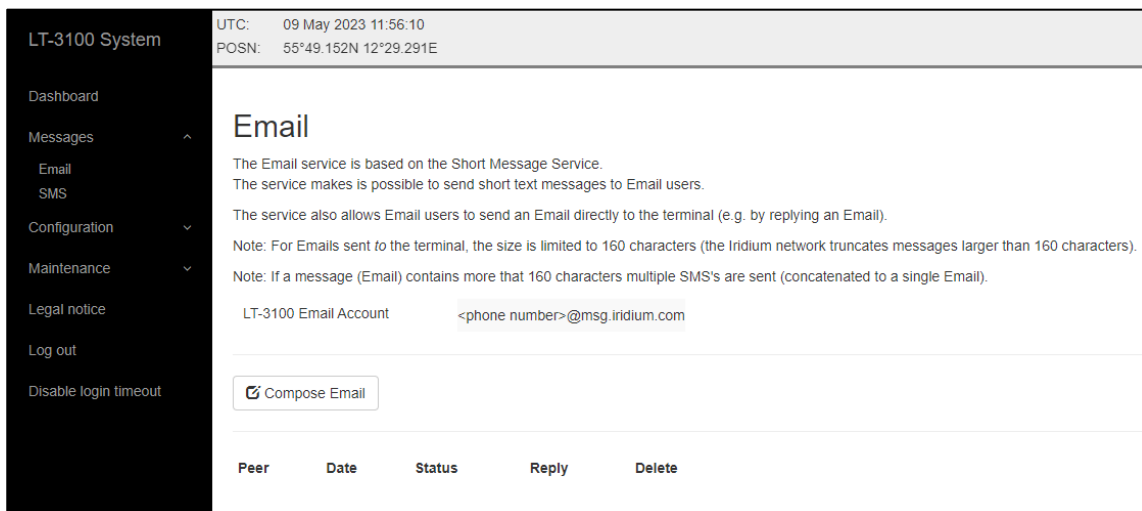 LT-3100 System
Dashboard
Messages
Email
SMS
Configuration
Maintenance
Legal notice
Log out
Disable login timeout
UTC: 09 May 2023 11:56:10
POSN: 55°49.152N 12°29.291E
Email
The Email service is based on the Short Message Service.
The service makes is possible to send short text messages to Email users.
The service also allows Email users to send an Email directly to the terminal (e.g. by replying an Email).
Note: For Emails sent to the terminal, the size is limited to 160 characters (the Iridium network truncates messages larger than 160 characters).
Note: If a message (Email) contains more that 160 characters multiple SMS's are sent (concatenated to a single Email).
LT-3100 Email Account <phone number>@msg.iridium.com
Compose Email
Peer Date Status Reply Delete